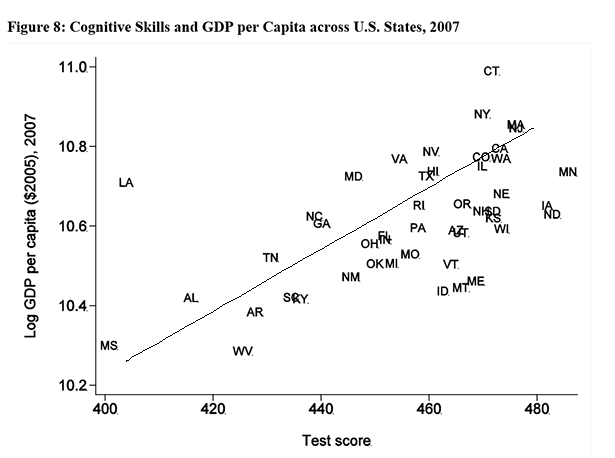 Figure 8: Cognitive Skills and GDP per Capita across U.S. States, 2007
Log GDP per capita ($2005), 2007
11.0
10.8
10.6
10.4
10.2
CT
NY
MA
NJ
NV
CA
VA
CO
WA
IL
LA
MD
TX
HI
MN
NE
RI
OR
NH
SD
KS
IA
ND
NC
GA
PA
AZ
UT
WI
FL
IN
OH
TN
OK
MI
MO
VT
NM
ME
MT
ID
AL
AR
SC
KY
MS
WV
400
420
440
460
480
Test score